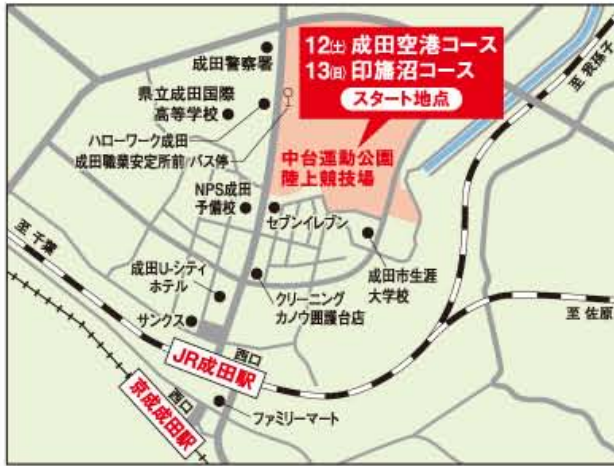 12(土) 成田空港コース
13(日) 印旛沼コース
スタート地点
成田警察署
県立成田国際
高等学校
ハローワーク成田
成田職業安定所前バス停
中台運動公園
陸上競技場
至我孫子
NPS成田
予備校
セブンイレブン
至千葉
成田U-シティ
ホテル
クリーニング
カノウ囲護台店
成田市生涯
大学校
サンクス
至佐原
西口
JR成田駅
西口
京成成田駅
ファミリーマート